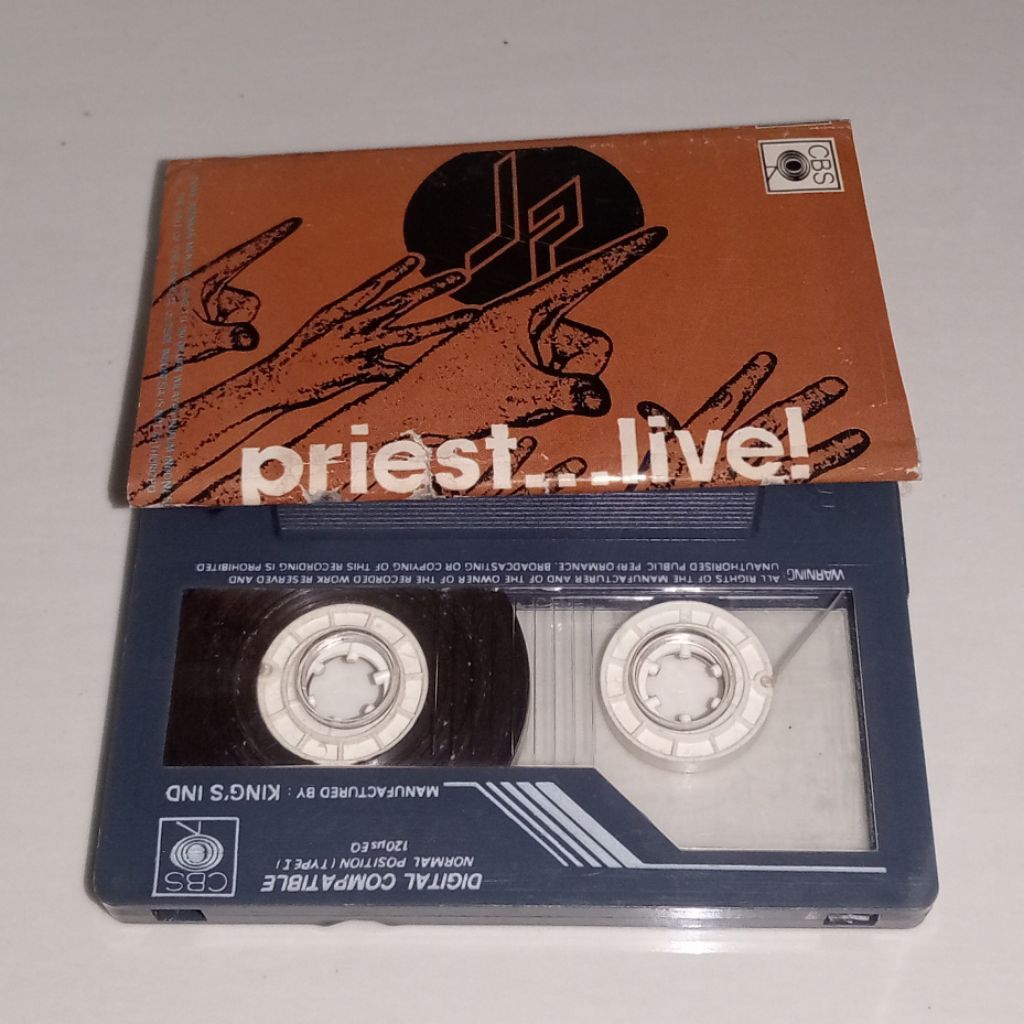 CBS
JP
priest...live!
WARNING: ALL RIGHTS OF THE MANUFACTURER AND OF THE OWNER OF THE RECORDED WORK RESERVED AND
UNAUTHORISED PUBLIC PERFORMANCE. BROADCASTING OR COPYING OF THIS RECORDING IS PROHIBITED
MANUFACTURED BY : KING'S IND
CBS
DIGITAL COMPATIBLE
NORMAL POSITION (TYPE I)
120µs EQ